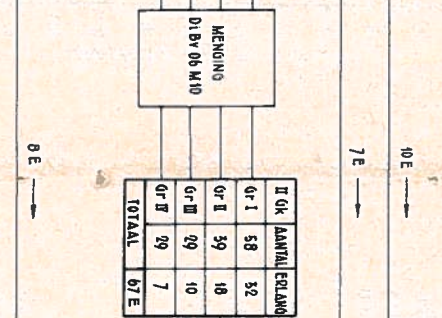 MENGING
Di Bv 06 M10
10 E
7 E
8 E
II GK AANTAL ERLANG
Gr I 58 32
Gr II 39 18
Gr III 29 10
Gr IV 29 7
TOTAAL 67 E